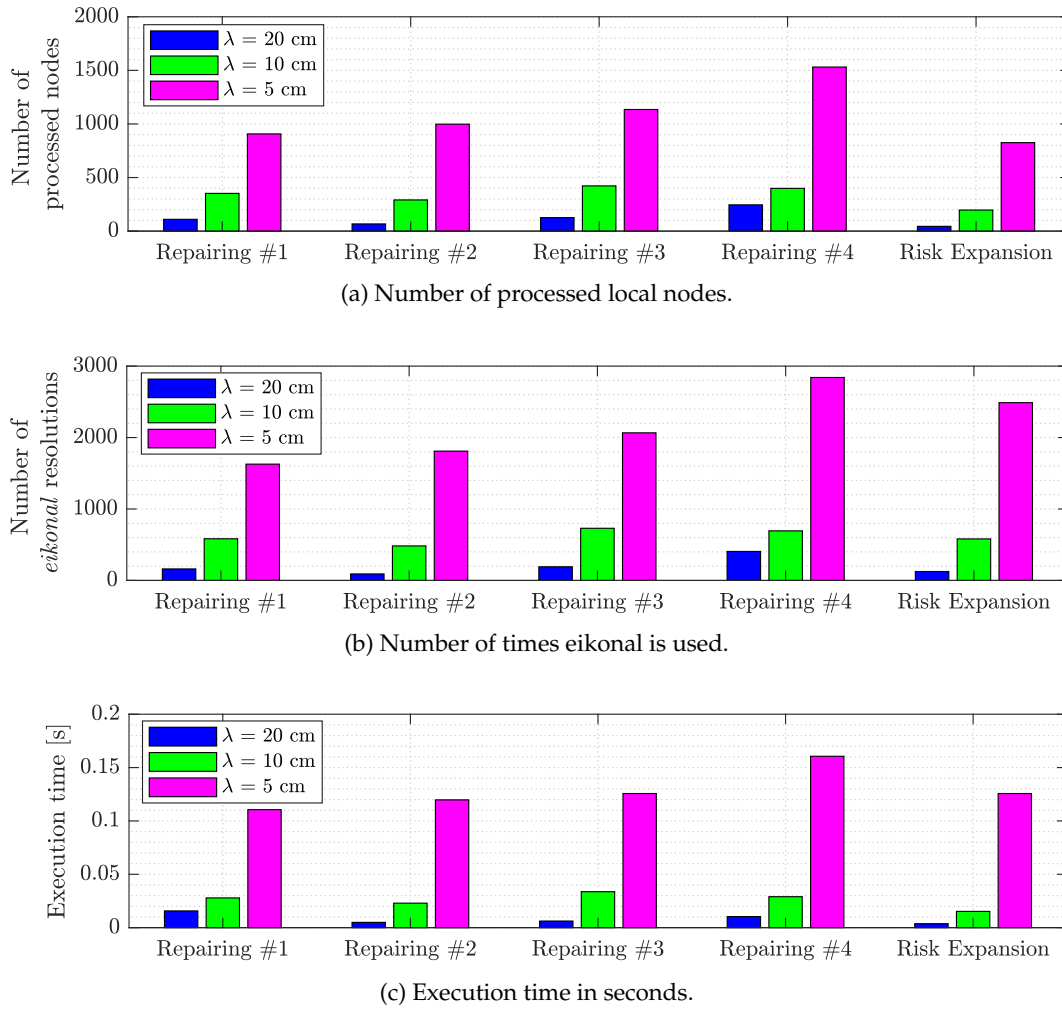 2000
1500
1000
500
0
Number of
processed nodes
λ = 20 cm
λ = 10 cm
λ = 5 cm
Repairing #1 Repairing #2 Repairing #3 Repairing #4 Risk Expansion
(a) Number of processed local nodes.
3000
2000
1000
0
Number of
eikonal resolutions
λ = 20 cm
λ = 10 cm
λ = 5 cm
Repairing #1 Repairing #2 Repairing #3 Repairing #4 Risk Expansion
(b) Number of times eikonal is used.
0.2
0.15
0.1
0.05
0
Execution time [s]
λ = 20 cm
λ = 10 cm
λ = 5 cm
Repairing #1 Repairing #2 Repairing #3 Repairing #4 Risk Expansion
(c) Execution time in seconds.